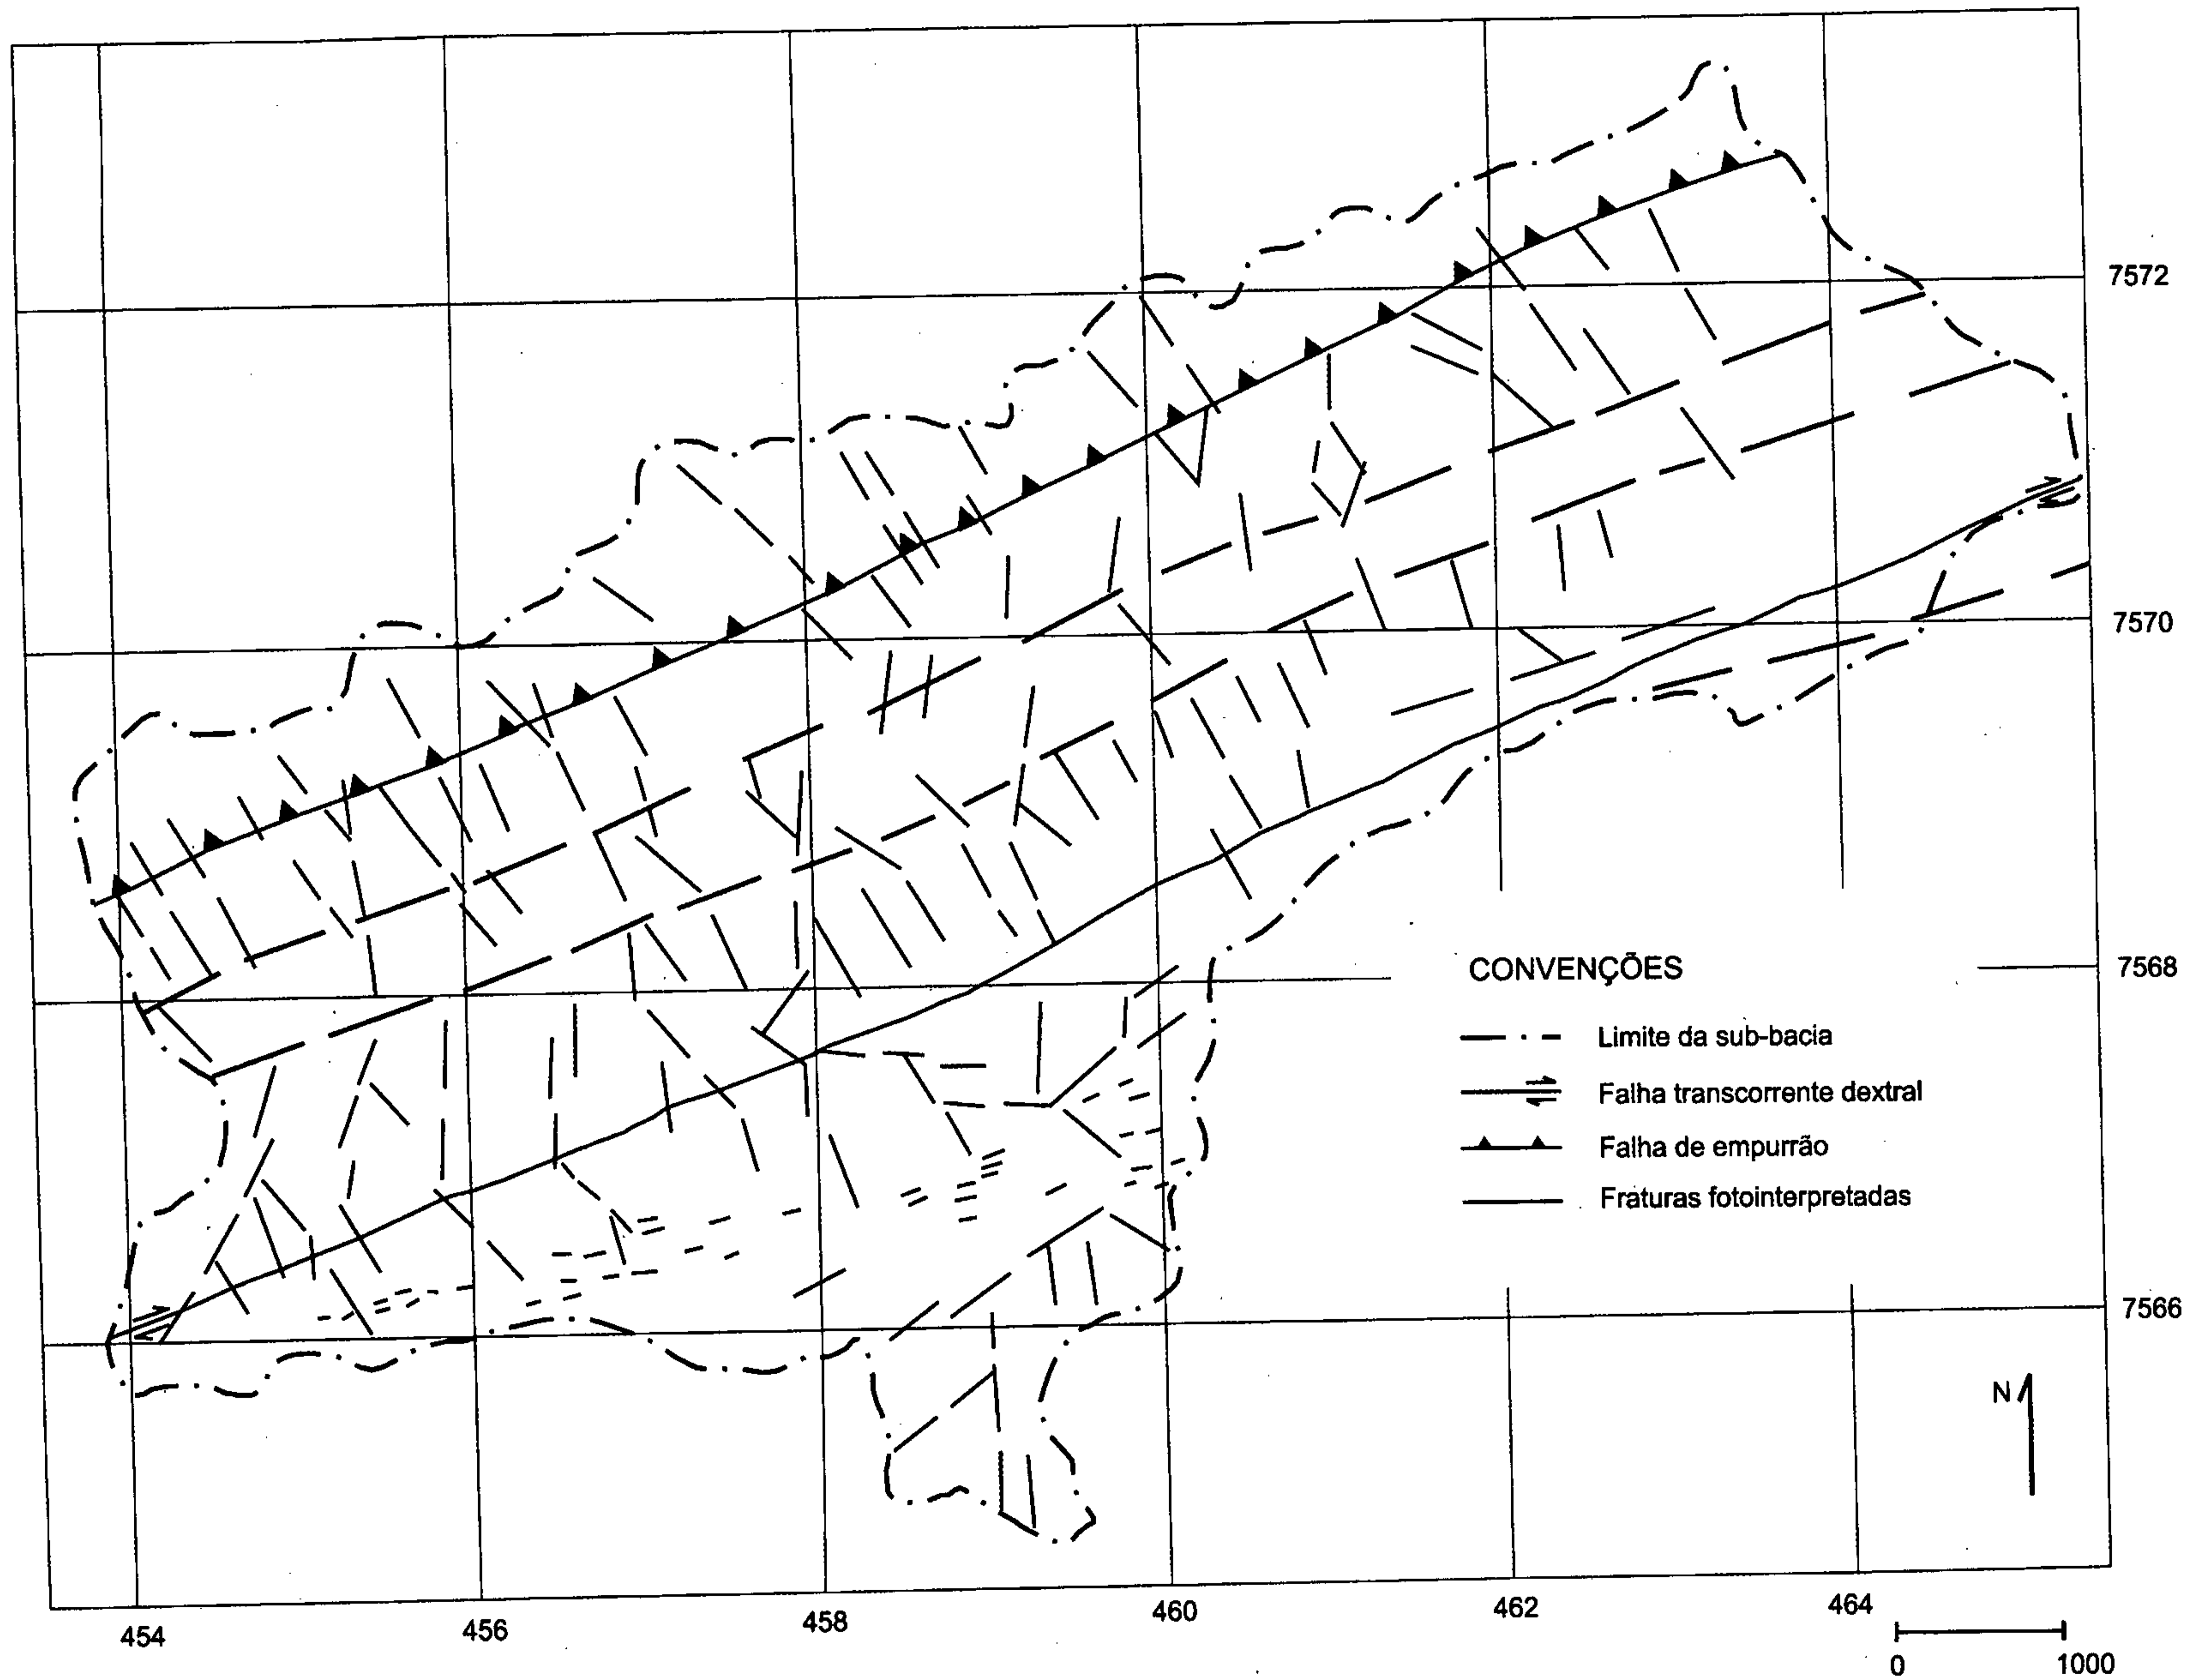 7572
7570
CONVENÇÕES
7568
Limite da sub-bacia
Falha transcorrente dextral
Falha de empurrão
Fraturas fotointerpretadas
7566
N
454
456
458
460
462
464
0
1000